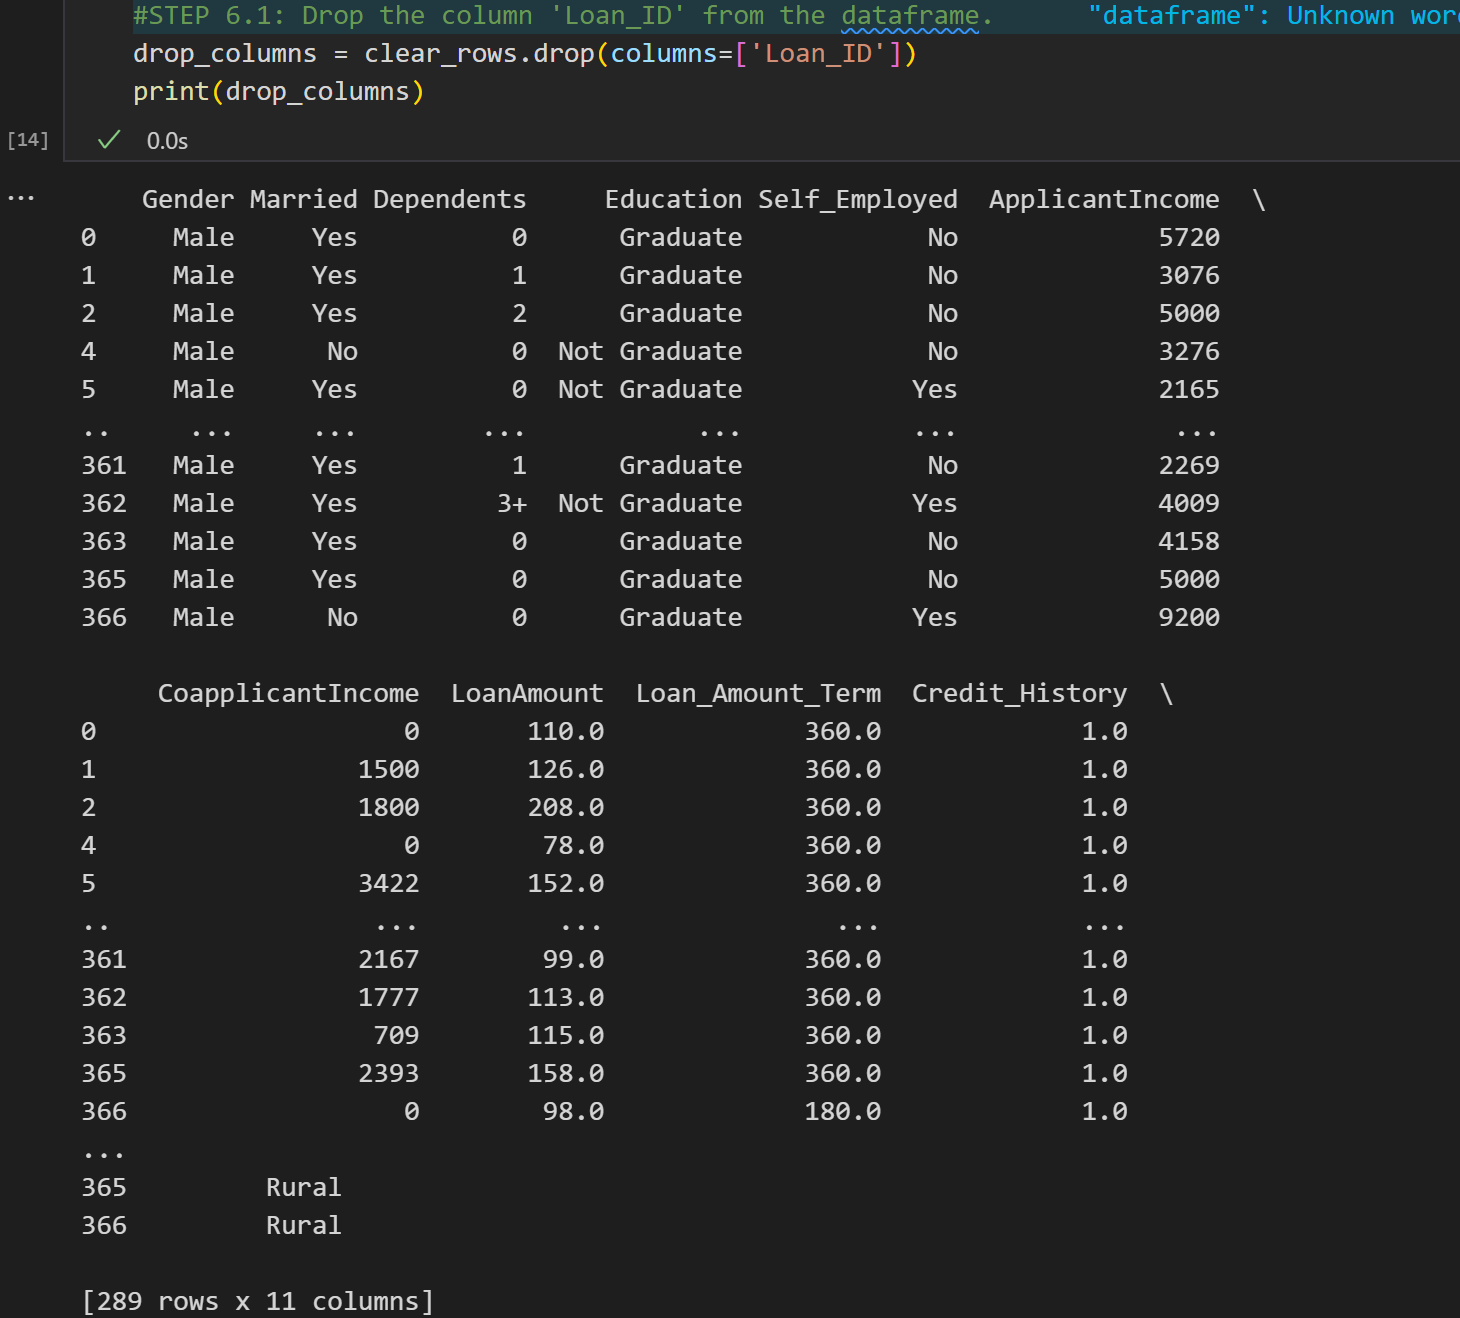 #STEP 6.1: Drop the column 'Loan_ID' from the dataframe.     "dataframe": Unknown
drop_columns = clear_rows.drop(columns=['Loan_ID'])
print(drop_columns)
[14] ✓ 0.0s
...
    Gender Married Dependents     Education Self_Employed  ApplicantIncome  \
0     Male     Yes          0      Graduate            No             5720
1     Male     Yes          1      Graduate            No             3076
2     Male     Yes          2      Graduate            No             5000
4     Male      No          0  Not Graduate            No             3276
5     Male     Yes          0  Not Graduate           Yes             2165
..     ...     ...        ...           ...           ...              ...
361   Male     Yes          1      Graduate            No             2269
362   Male     Yes         3+  Not Graduate           Yes             4009
363   Male     Yes          0      Graduate            No             4158
365   Male     Yes          0      Graduate            No             5000
366   Male      No          0      Graduate           Yes             9200
     CoapplicantIncome  LoanAmount  Loan_Amount_Term  Credit_History  \
0                    0       110.0             360.0             1.0
1                 1500       126.0             360.0             1.0
2                 1800       208.0             360.0             1.0
4                    0        78.0             360.0             1.0
5                 3422       152.0             360.0             1.0
..                 ...         ...               ...             ...
361               2167        99.0             360.0             1.0
362               1777       113.0             360.0             1.0
363                709       115.0             360.0             1.0
365               2393       158.0             360.0             1.0
366                  0        98.0             180.0             1.0
...
365         Rural
366         Rural
[289 rows x 11 columns]